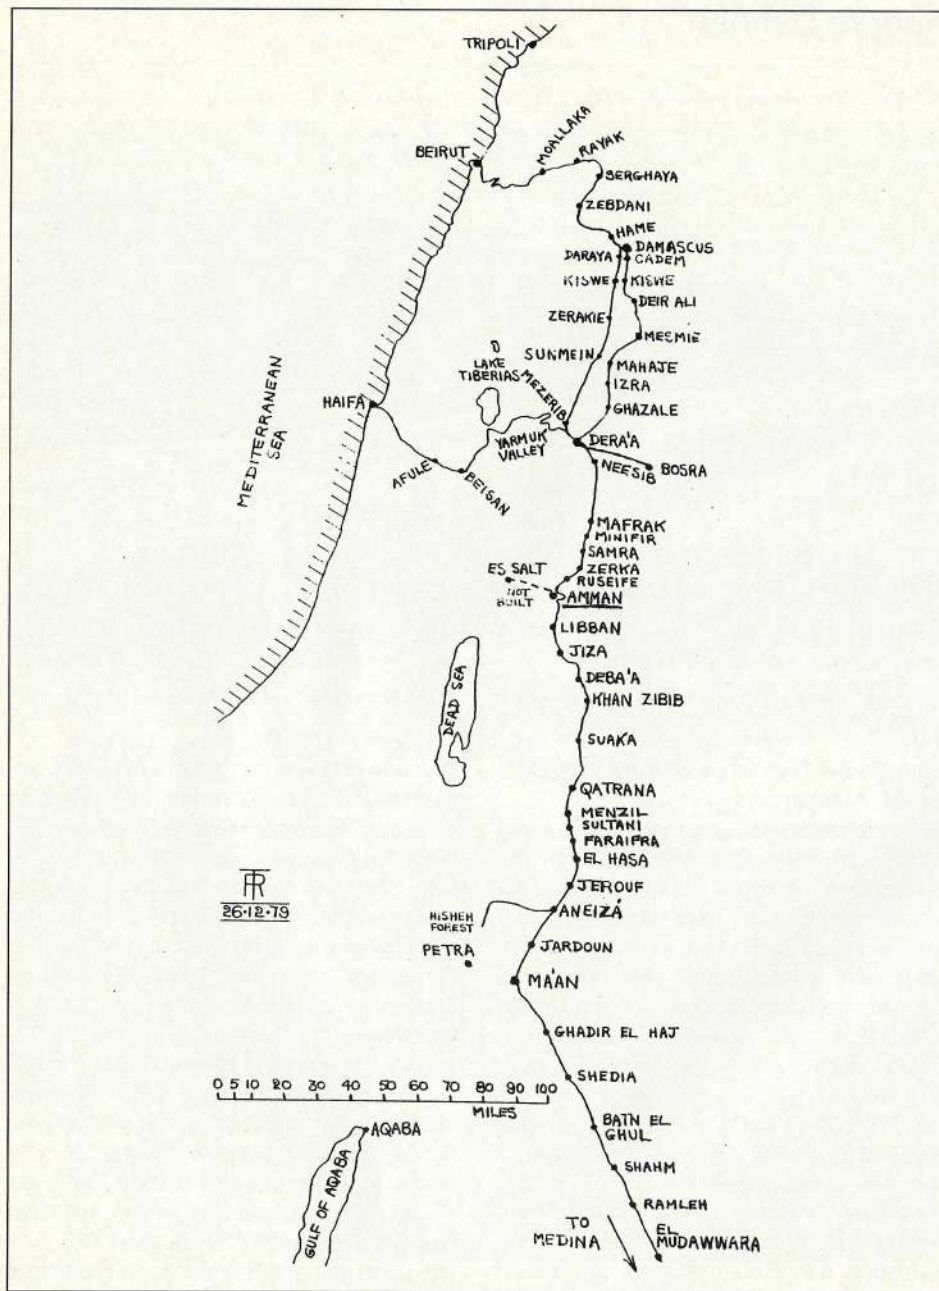 TRIPOLI
BEIRUT
MOALLAKA
RAYAK
SERGHAYA
ZEBDANI
HAME
DAMASCUS
DARAYA
CADEM
KISWE
KISWE
DEIR ALI
ZERAKIE
MESMIE
SUNMEIN
MAHAJE
LAKE
TIBERIAS
MEZERIB
IZRA
GHAZALE
HAIFA
MEDITERRANEAN
SEA
YARMUK
VALLEY
DERA'A
NEESIB
BOSRA
AFULE
BEISAN
MAFRAK
MINIFIR
SAMRA
ZERKA
RUSEIFE
ES SALT
NOT
BUILT
AMMAN
LIBBAN
JIZA
DEBA'A
KHAN ZIBIB
DEAD SEA
SUAKA
QATRANA
MENZIL
SULTANI
FARAIFRA
EL HASA
JEROUF
TR
26·12·79
HISHEH
FOREST
ANEIZA
PETRA
JARDOUN
MA'AN
GHADIR EL HAJ
SHEDIA
0 5 10 20 30 40 50 60 70 80 90 100
MILES
AQABA
BATN EL
GHUL
SHAHM
GULF OF AQABA
RAMLEH
TO
MEDINA
EL
MUDAWWARA